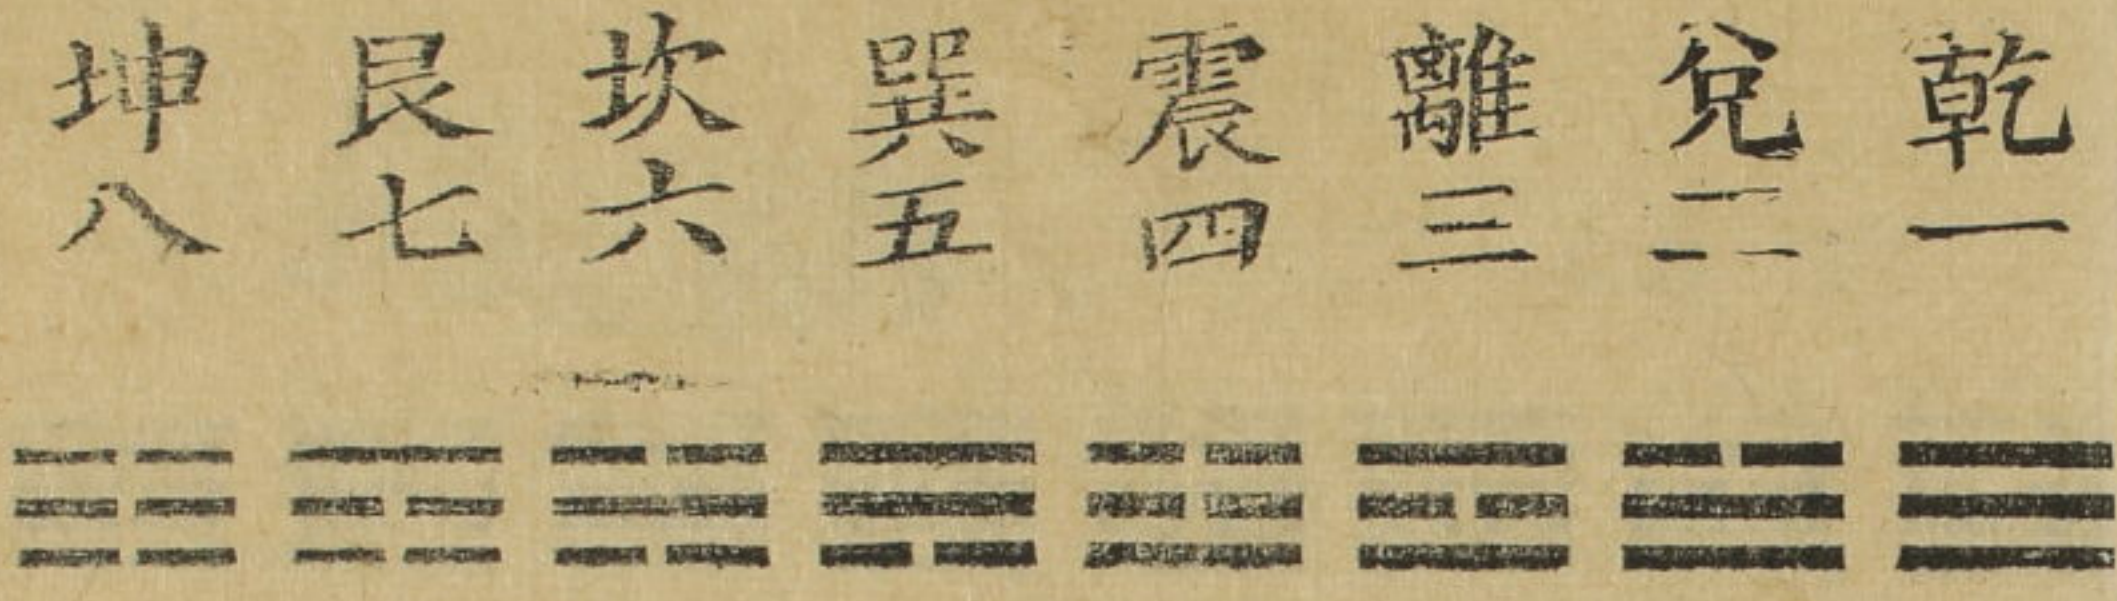 乾一
兌二
離三
震四
巽五
坎六
艮七
坤八